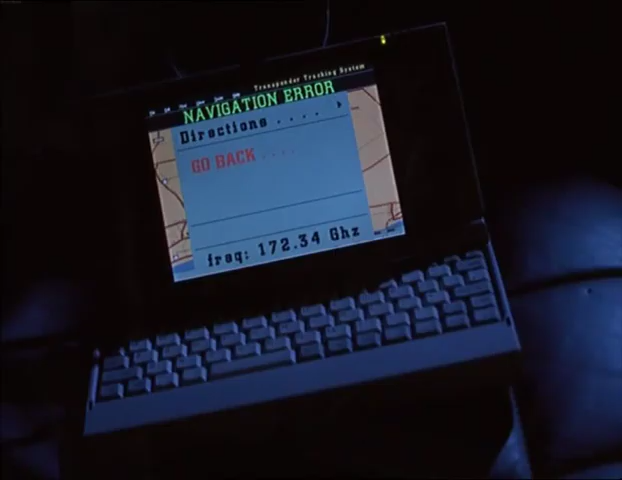 Transponder Tracking System
NAVIGATION ERROR
Directions . . . .
GO BACK . . . .
freq: 172.34 Ghz